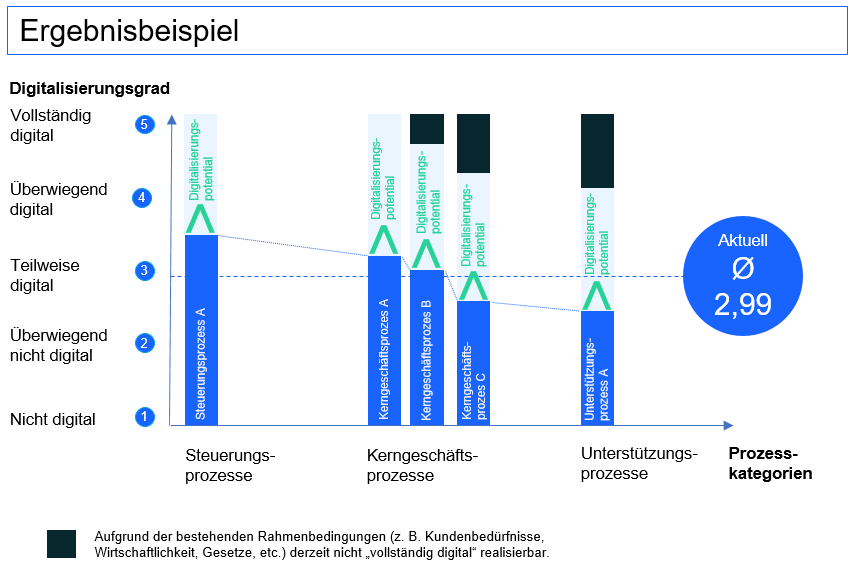 Ergebnisbeispiel
Digitalisierungsgrad
Vollständig
digital
5
Überwiegend
digital
4
Teilweise
digital
3
Überwiegend
nicht digital
2
Nicht digital
1
Digitalisierungs-
potential
Steuerungsprozess A
Digitalisierungs-
potential
Kerngeschäftsprozes A
Digitalisierungs-
potential
Kerngeschäftsprozes B
Digitalisierungs-
potential
Kerngeschäfts-
prozes C
Digitalisierungs-
potential
Unterstützungs-
prozess A
Aktuell
Ø
2,99
Steuerungs-
prozesse
Kerngeschäfts-
prozesse
Unterstützungs-
prozesse
Prozess-
kategorien
Aufgrund der bestehenden Rahmenbedingungen (z. B. Kundenbedürfnisse,
Wirtschaftlichkeit, Gesetze, etc.) derzeit nicht „vollständig digital“ realisierbar.